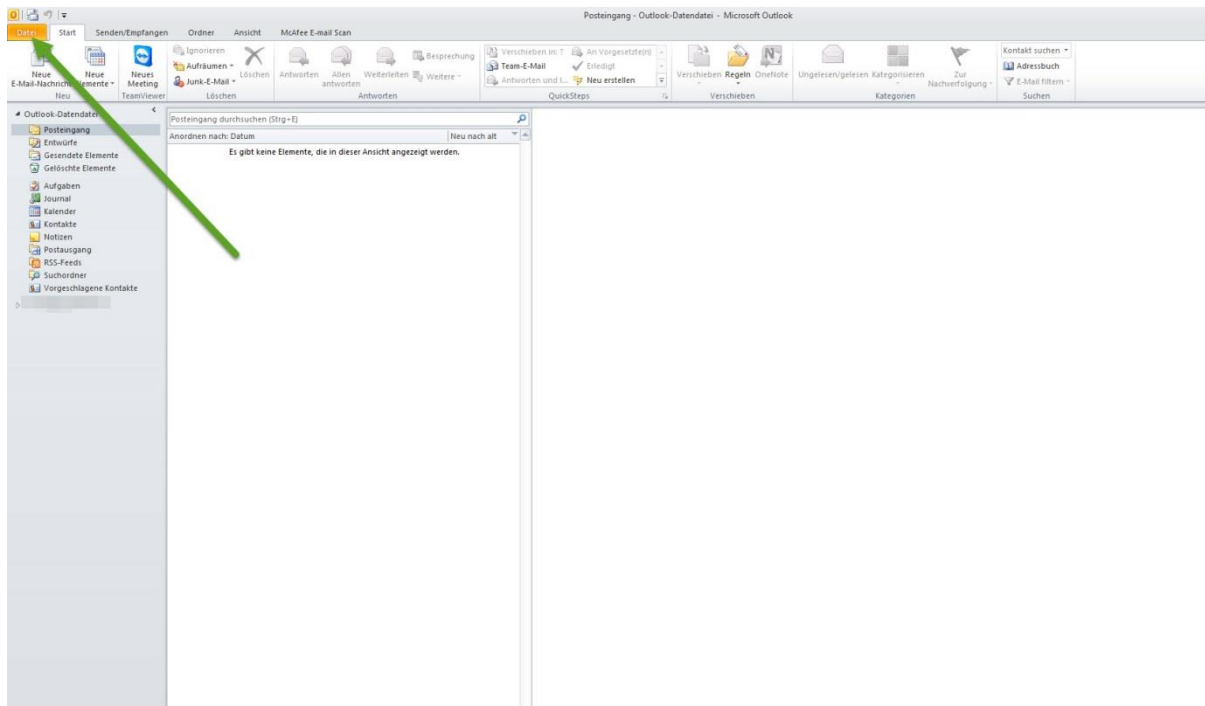 Posteingang - Outlook-Datendatei - Microsoft Outlook
Datei Start Senden/Empfangen Ordner Ansicht McAfee E-mail Scan
Neue
E-Mail-Nachricht
Neue
Elemente
Neu
Neues
Meeting
TeamViewer
Ignorieren
Aufräumen
Junk-E-Mail
Löschen
Löschen
Antworten
Allen
antworten
Weiterleiten
Besprechung
Weitere
Antworten
Verschieben in: ?
Team-E-Mail
Antworten und l...
An Vorgesetzte(n)
Erledigt
Neu erstellen
QuickSteps
Verschieben
Regeln
OneNote
Verschieben
Ungelesen/gelesen
Kategorisieren
Zur
Nachverfolgung
Kategorien
Kontakt suchen
Adressbuch
E-Mail filtern
Suchen
Posteingang
Entwürfe
Gesendete Elemente
Gelöschte Elemente
Aufgaben
Journal
Kalender
Kontakte
Notizen
Postausgang
RSS-Feeds
Suchordner
Vorgeschlagene Kontakte
Posteingang durchsuchen (Strg+E)
Anordnen nach: Datum Neu nach alt
Es gibt keine Elemente, die in dieser Ansicht angezeigt werden.